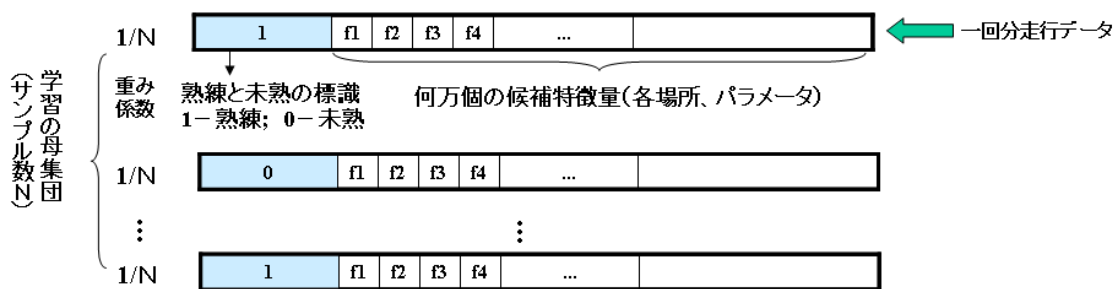 1/N 1 f1 f2 f3 f4 ... 一回分走行データ
重み
係数
熟練と未熟の標識
1－熟練; 0－未熟
何万個の候補特徴量(各場所、パラメータ)
学習の母集団
(サンプル数N)
1/N 0 f1 f2 f3 f4 ...
⋮ ⋮
1/N 1 f1 f2 f3 f4 ...